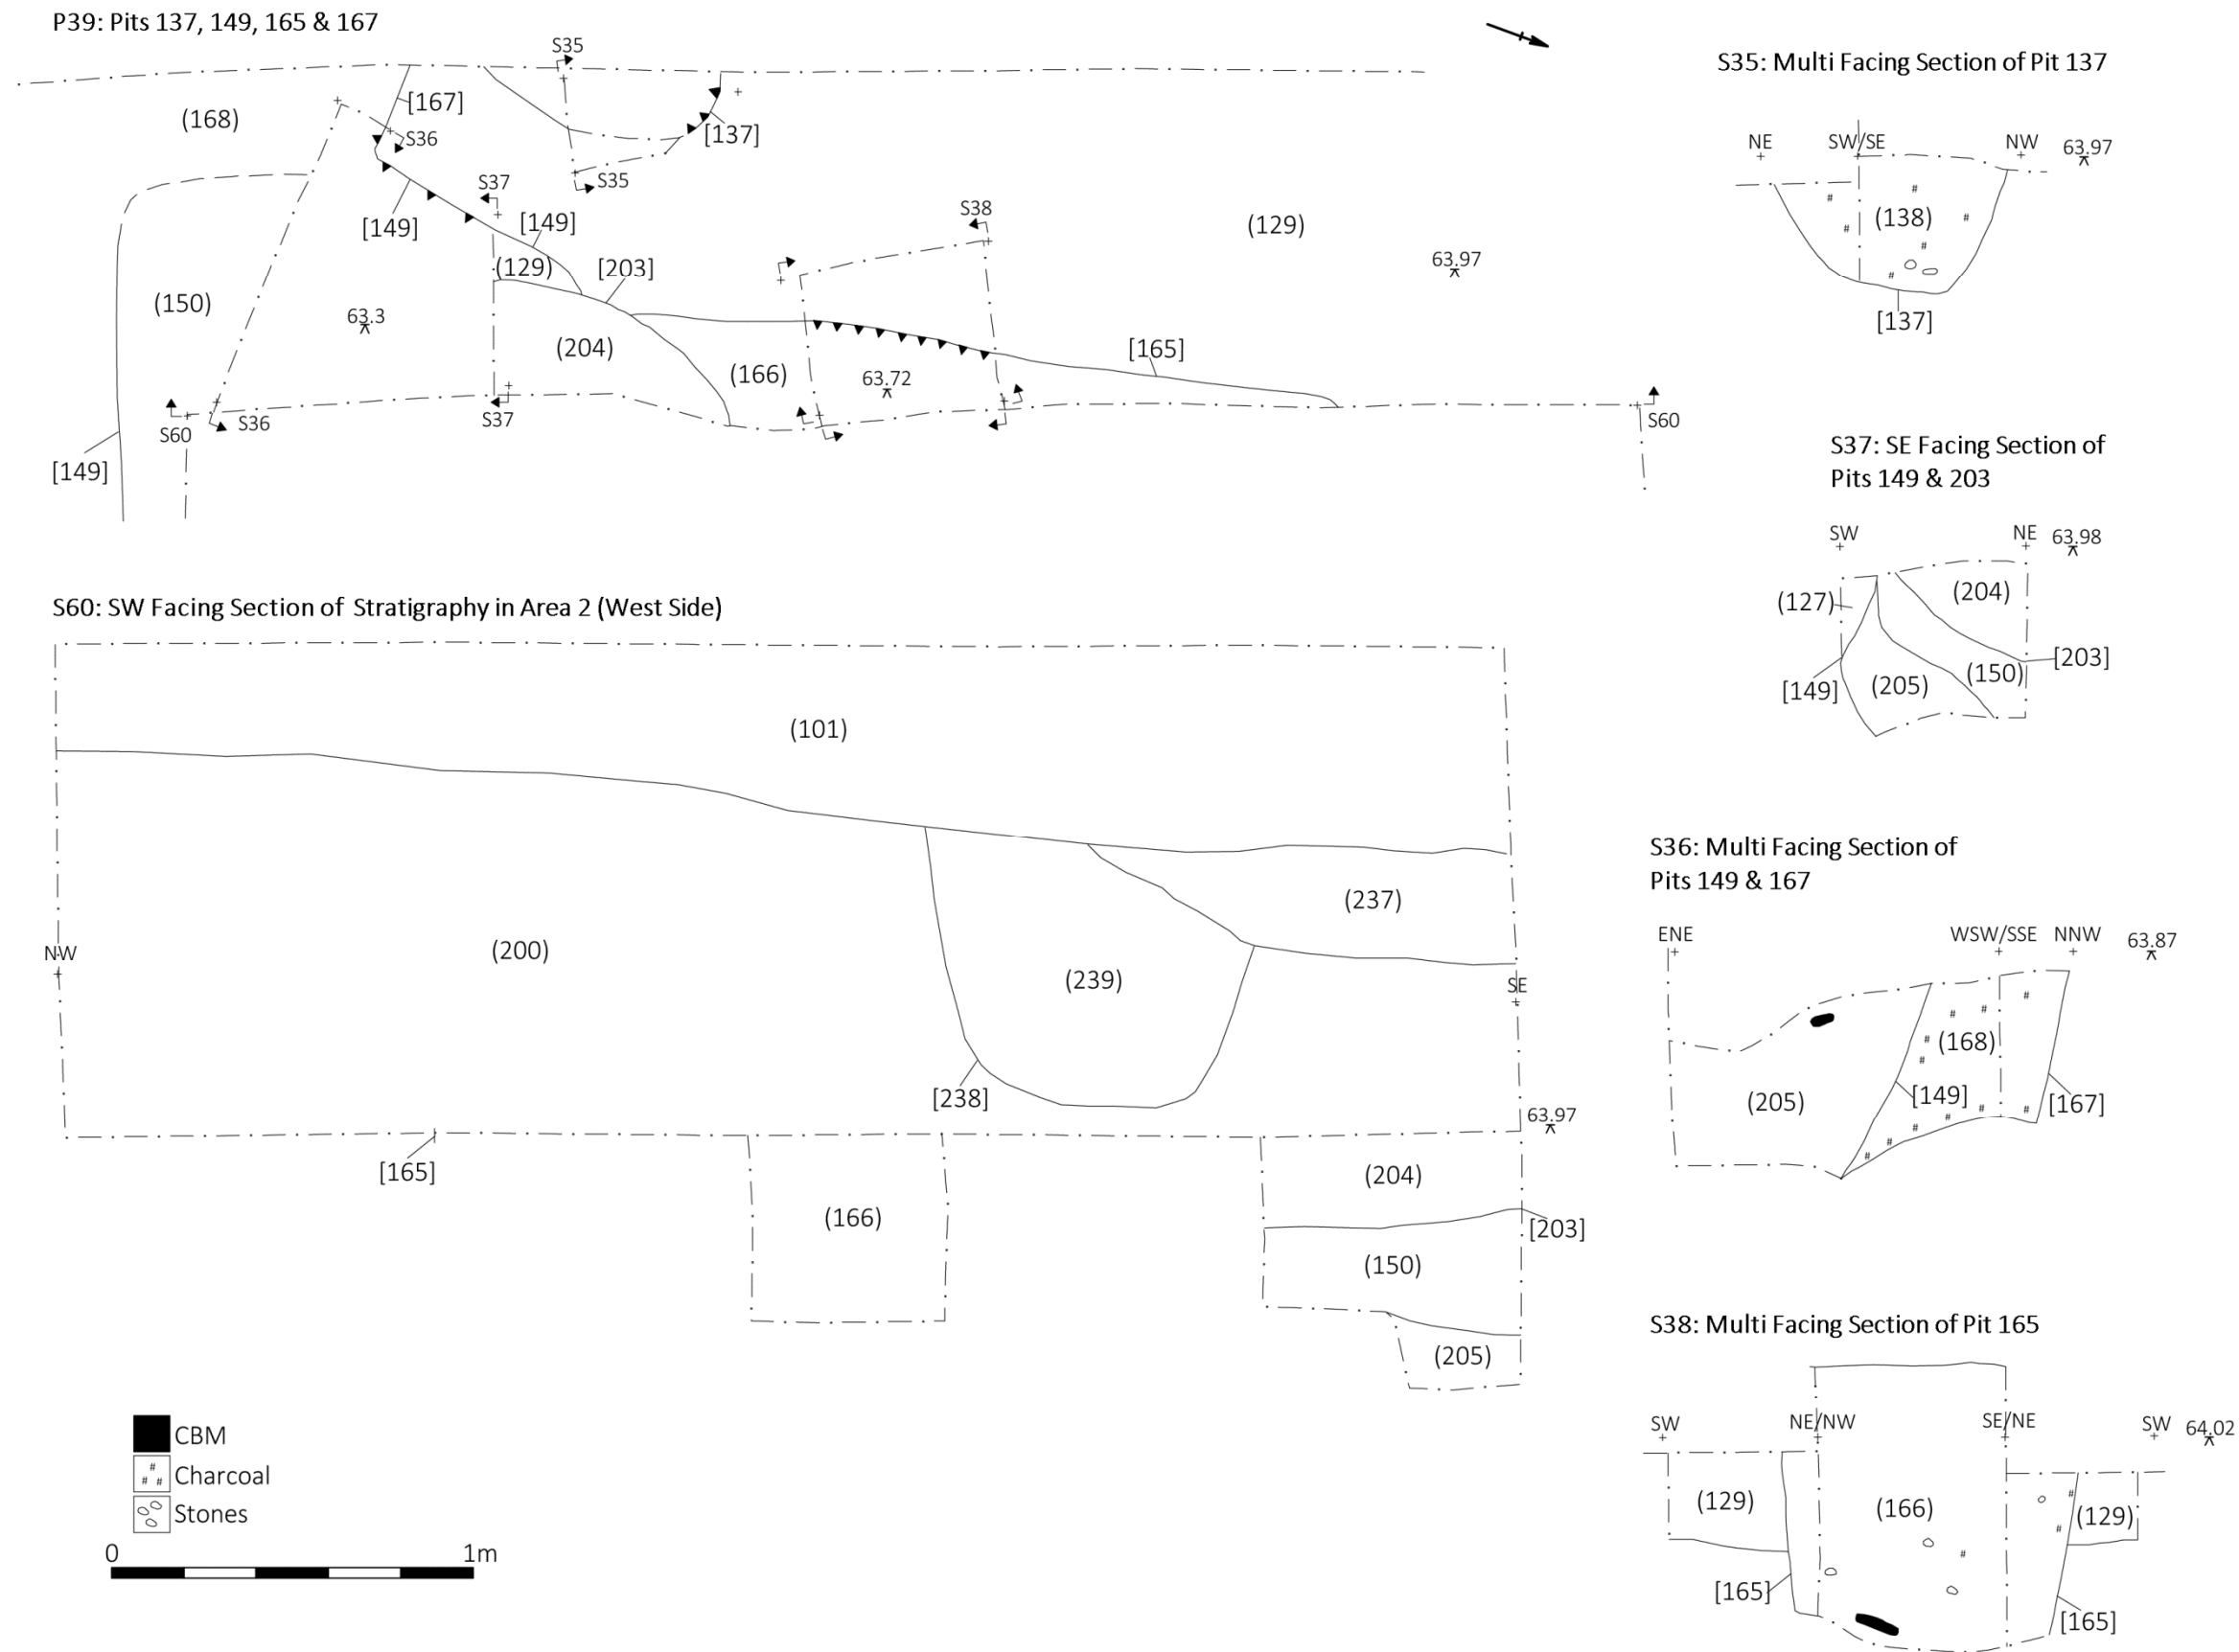 P39: Pits 137, 149, 165 & 167
S35
(168)
[167]
S36
[137]
S35
S37
[149]
[149]
S38
(129)
(129)
[203]
63.97
(150)
63.3
(204)
(166)
63.72
[165]
S60
S36
S37
S60
[149]
S35: Multi Facing Section of Pit 137
NE
SW/SE
NW
63.97
(138)
[137]
S37: SE Facing Section of
Pits 149 & 203
SW
NE
63.98
(127)
(204)
[203]
(150)
[149]
(205)
S60: SW Facing Section of Stratigraphy in Area 2 (West Side)
(101)
(237)
NW
(200)
(239)
SE
[238]
63.97
[165]
(204)
(166)
[203]
(150)
(205)
S36: Multi Facing Section of
Pits 149 & 167
ENE
WSW/SSE
NNW
63.87
(168)
(205)
[149]
[167]
S38: Multi Facing Section of Pit 165
SW
NE/NW
SE/NE
SW
64.02
(129)
(166)
(129)
[165]
[165]
CBM
Charcoal
Stones
0
1m